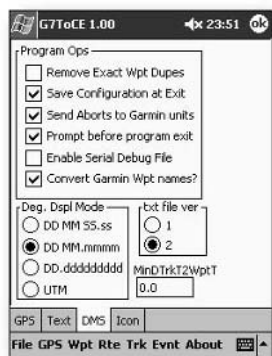 G7ToCE 1.00 23:51 ok
Program Ops
Remove Exact Wpt Dupes
Save Configuration at Exit
Send Aborts to Garmin units
Prompt before program exit
Enable Serial Debug File
Convert Garmin Wpt names?
Deg. Dspl Mode
DD MM SS.ss
DD MM.mmmm
DD.ddddddddd
UTM
txt file ver
1
2
MinDTrkT2WptT
0.0
GPS Text DMS Icon
File GPS Wpt Rte Trk Evnt About